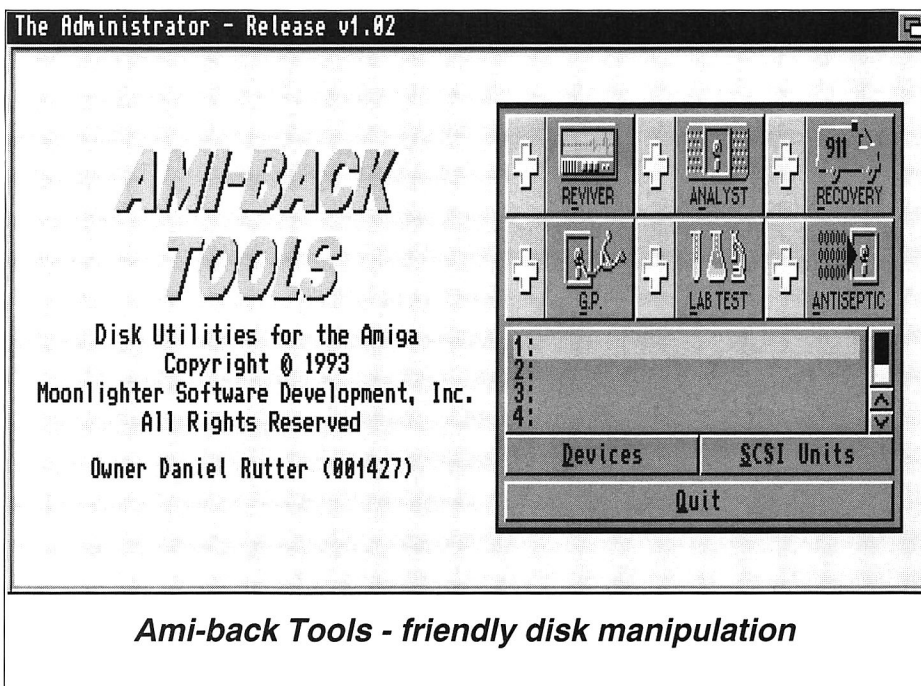 The Administrator - Release v1.02
AMI-BACK
TOOLS
Disk Utilities for the Amiga
Copyright @ 1993
Moonlighter Software Development, Inc.
All Rights Reserved
Owner Daniel Rutter (001427)
REVIVER
ANALYST
911
RECOVERY
G.P.
LAB TEST
ANTISEPTIC
1:
2:
3:
4:
Devices
SCSI Units
Quit
Ami-back Tools - friendly disk manipulation